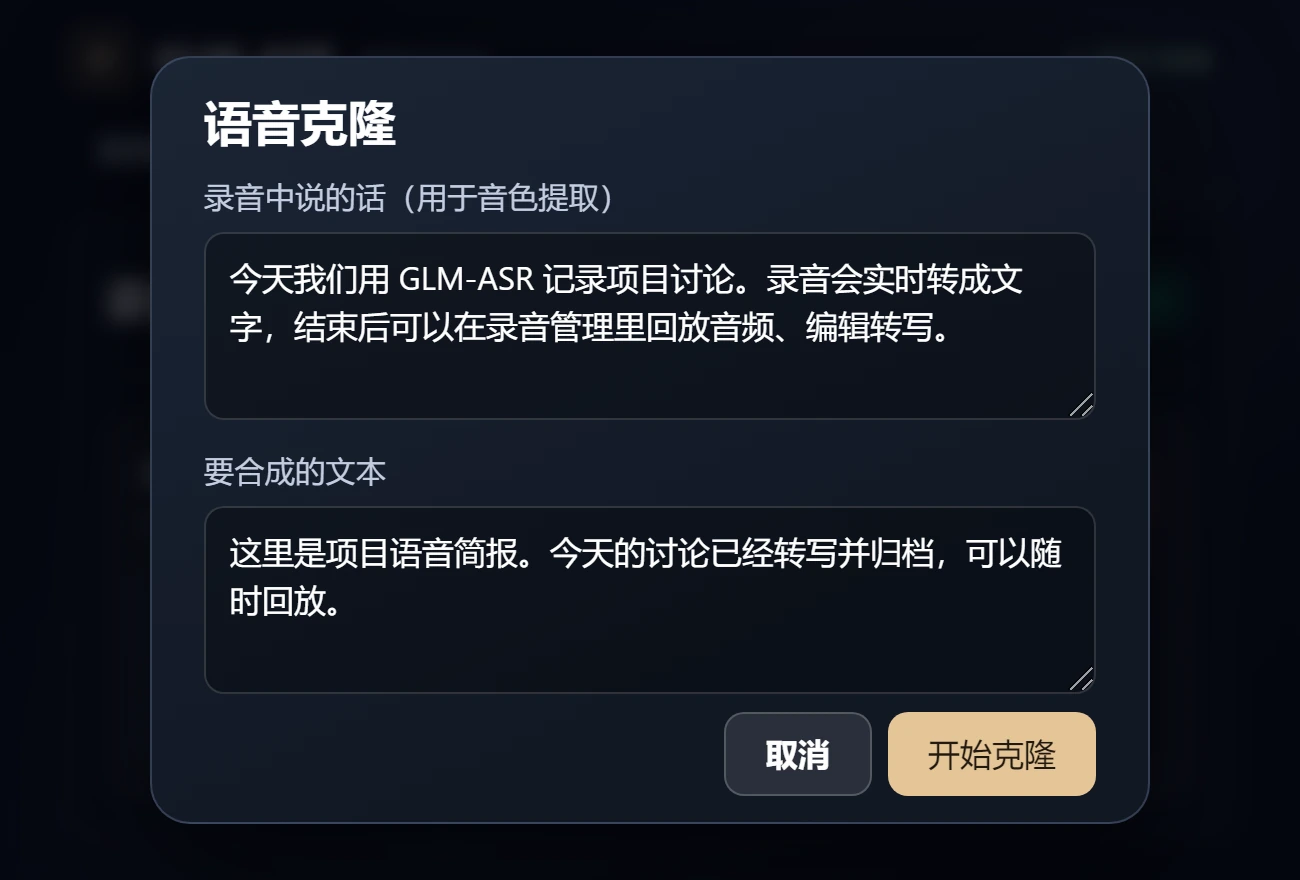 语音克隆
录音中说的话（用于音色提取）
今天我们用 GLM-ASR 记录项目讨论。录音会实时转成文
字，结束后可以在录音管理里回放音频、编辑转写。
要合成的文本
这里是项目语音简报。今天的讨论已经转写并归档，可以随
时回放。
取消
开始克隆